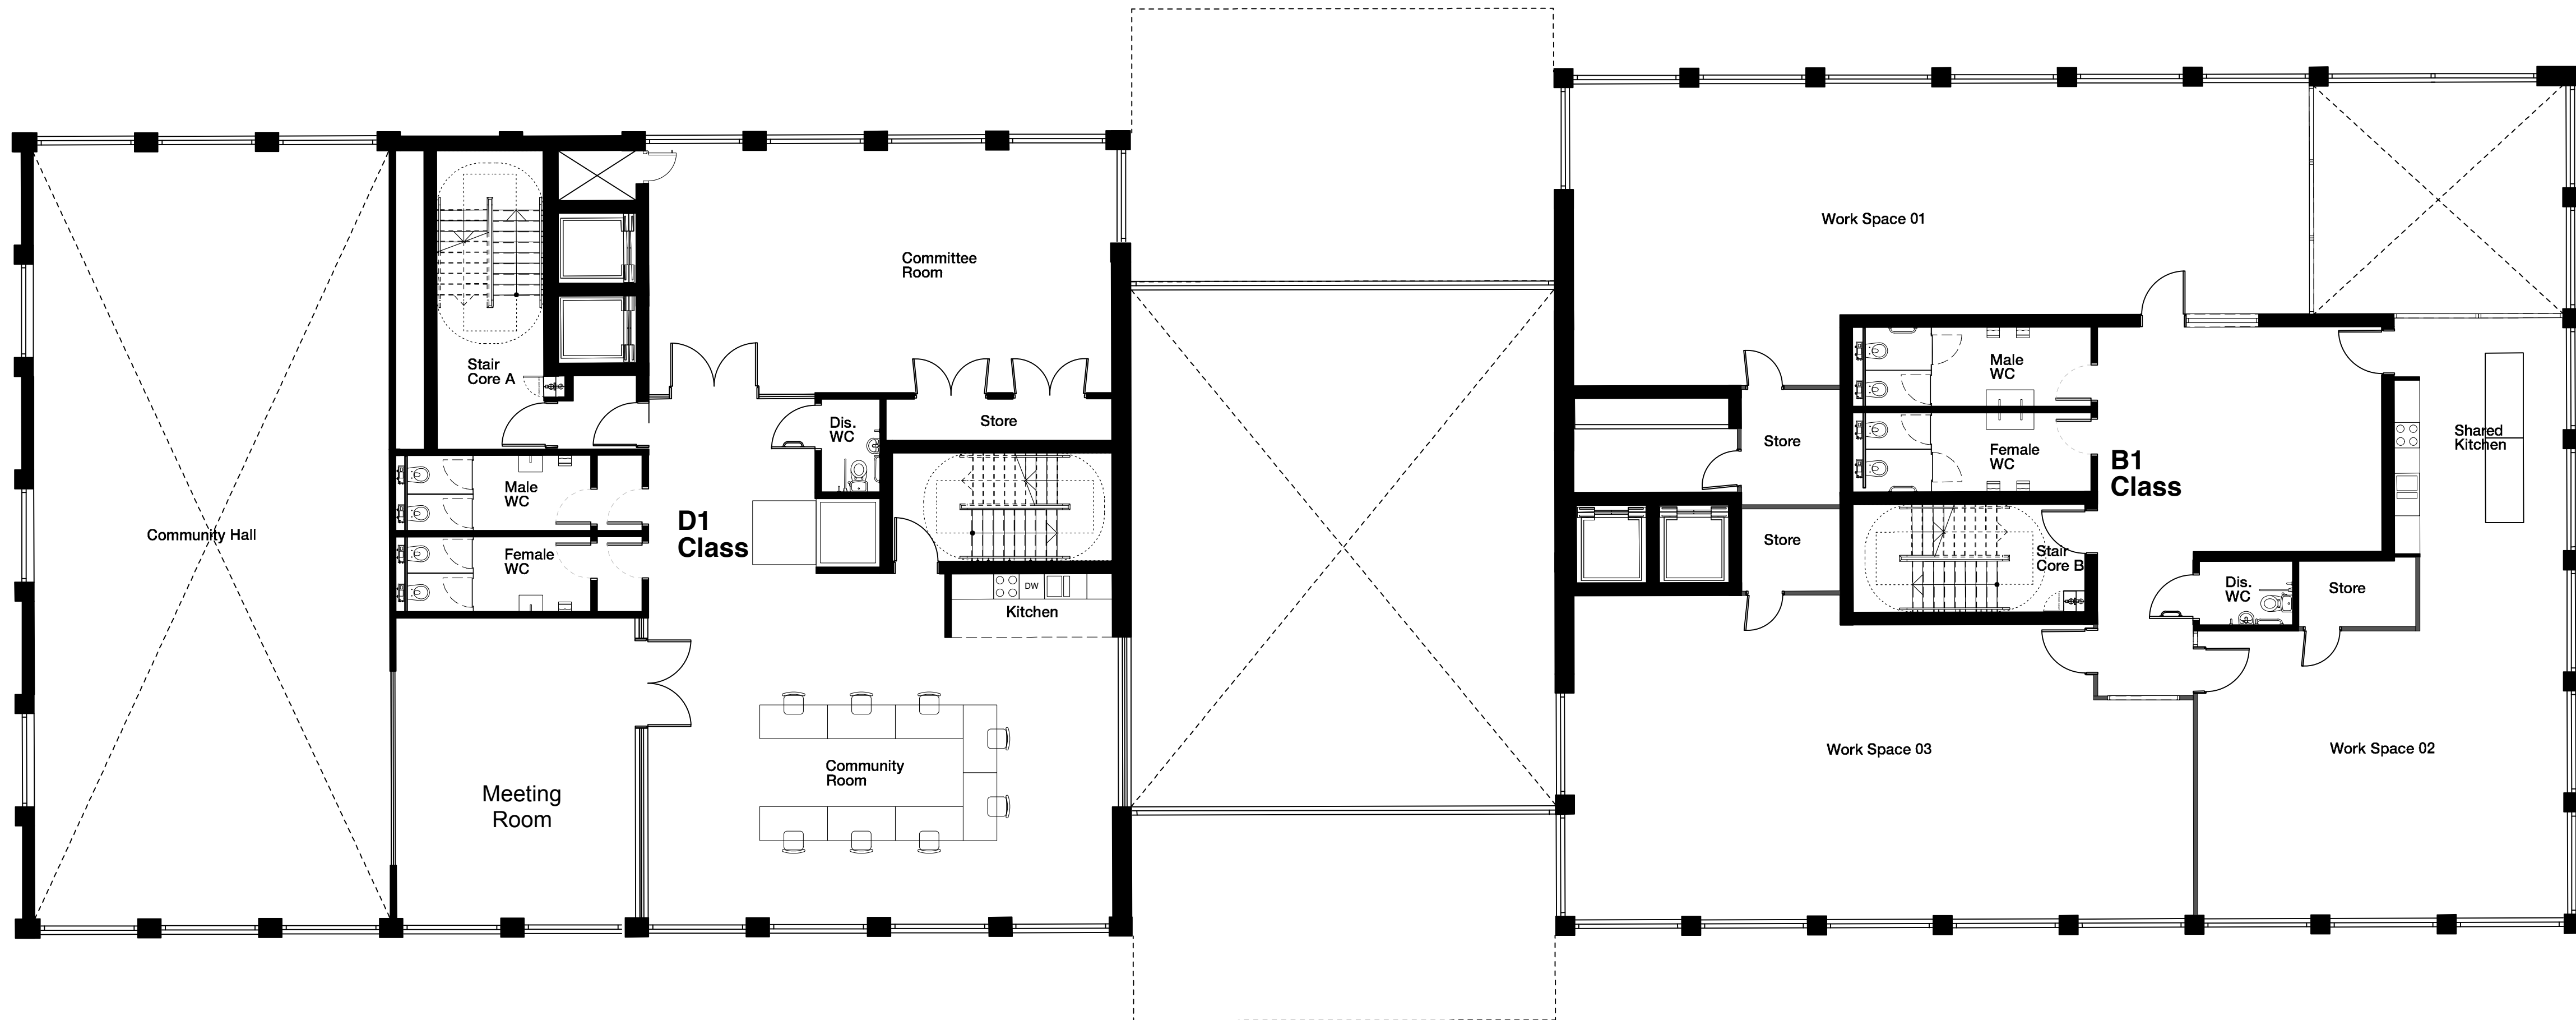 Community Hall
Stair
Core A
Male
WC
Female
WC
Meeting
Room
D1
Class
Committee
Room
Dis.
WC
Store
DW
Kitchen
Community
Room
Work Space 01
Store
Store
Male
WC
Female
WC
B1
Class
Stair
Core B
Shared
Kitchen
Dis.
WC
Store
Work Space 03
Work Space 02